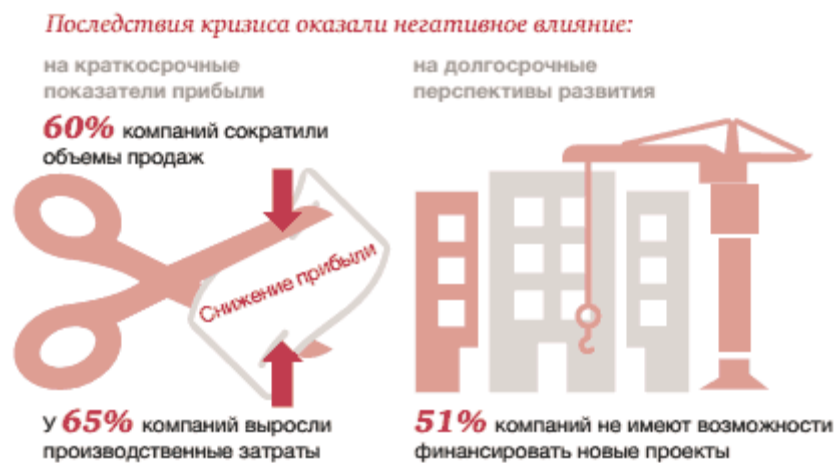 Последствия кризиса оказали негативное влияние:
на краткосрочные
показатели прибыли
60% компаний сократили
объемы продаж
Снижение прибыли
У 65% компаний выросли
производственные затраты
на долгосрочные
перспективы развития
51% компаний не имеют возможности
финансировать новые проекты